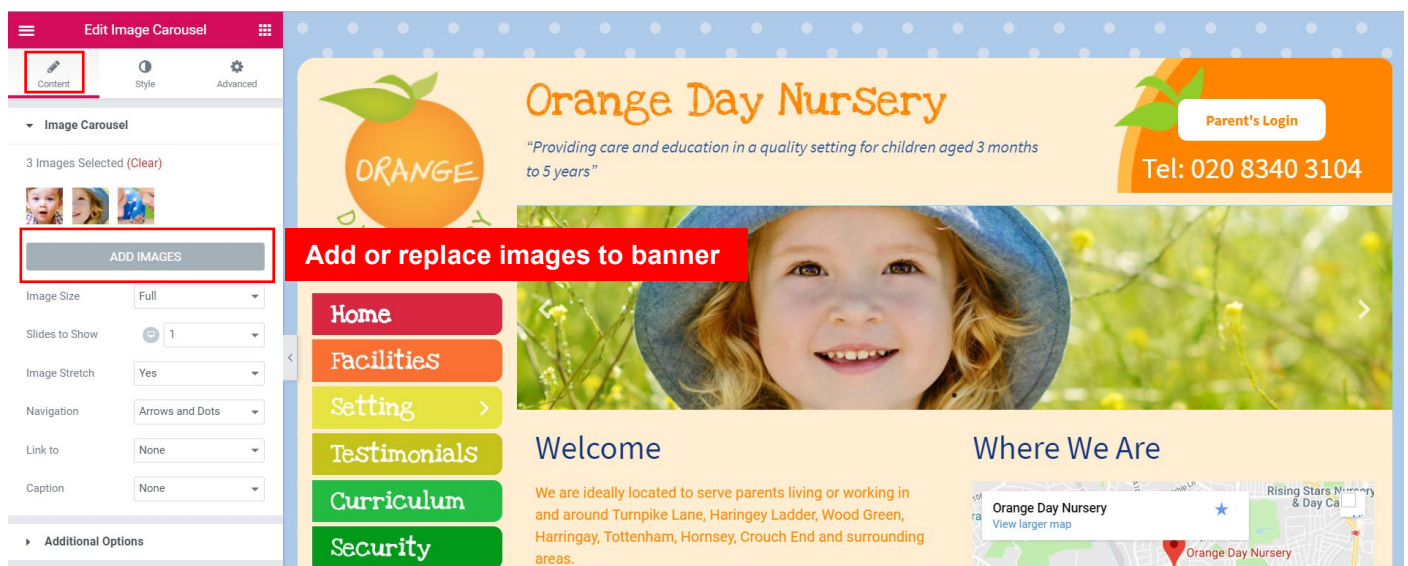 Edit Image Carousel
Content
Style
Advanced
Image Carousel
3 Images Selected (Clear)
ADD IMAGES
Image Size
Full
Slides to Show
1
Image Stretch
Yes
Navigation
Arrows and Dots
Link to
None
Caption
None
Additional Options
ORANGE
Orange Day Nursery
“Providing care and education in a quality setting for children aged 3 months
to 5 years”
Parent's Login
Tel: 020 8340 3104
Add or replace images to banner
Home
Facilities
Setting
Testimonials
Curriculum
Security
Welcome
We are ideally located to serve parents living or working in
and around Turnpike Lane, Haringey Ladder, Wood Green,
Harringay, Tottenham, Hornsey, Crouch End and surrounding
areas.
Where We Are
Orange Day Nursery
View larger map
Rising Stars Nursery
& Day Ca
Orange Day Nursery